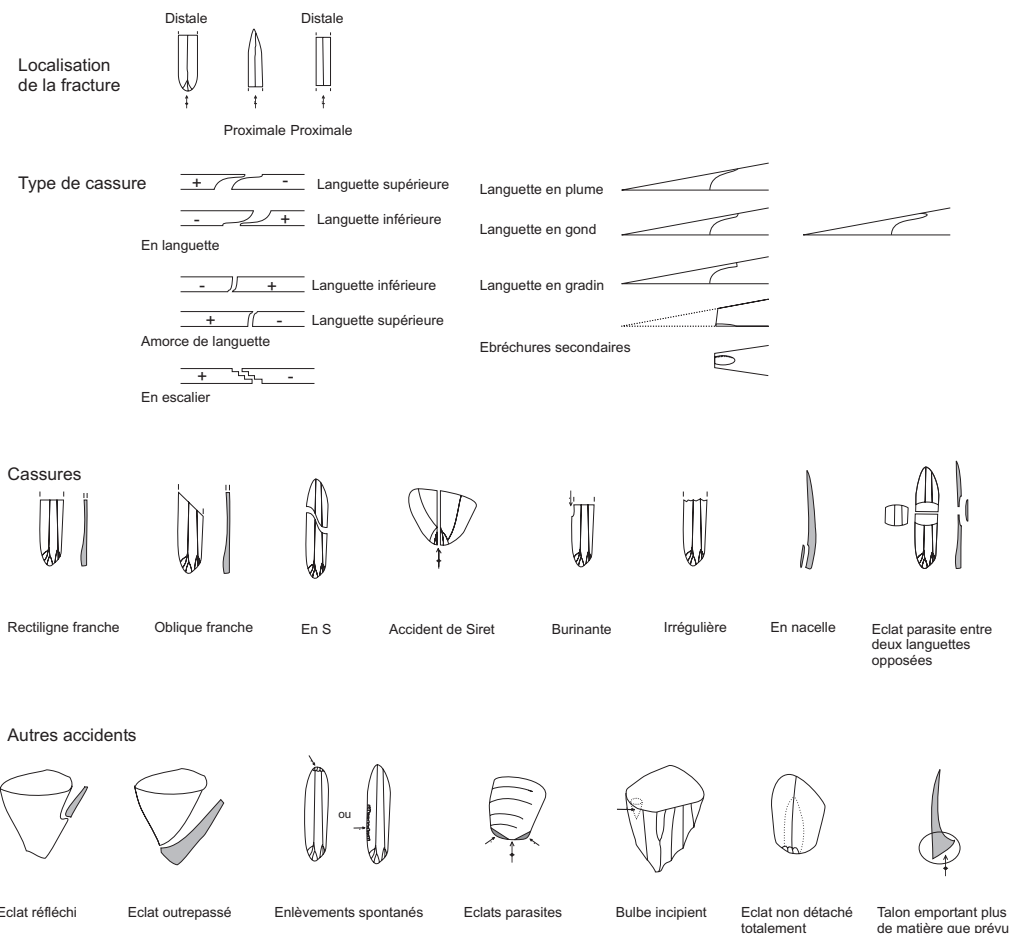 Distale
Distale
Localisation
de la fracture
Proximale Proximale
Type de cassure
+ -
Languette supérieure
- +
Languette inférieure
En languette
- +
Languette inférieure
+ -
Languette supérieure
Amorce de languette
+ -
En escalier
Languette en plume
Languette en gond
Languette en gradin
Ebréchures secondaires
Cassures
Rectiligne franche
Oblique franche
En S
Accident de Siret
Burinante
Irrégulière
En nacelle
Eclat parasite entre
deux languettes
opposées
Autres accidents
ou
Eclat réfléchi
Eclat outrepassé
Enlèvements spontanés
Eclats parasites
Bulbe incipient
Eclat non détaché
totalement
Talon emportant plus
de matière que prévu